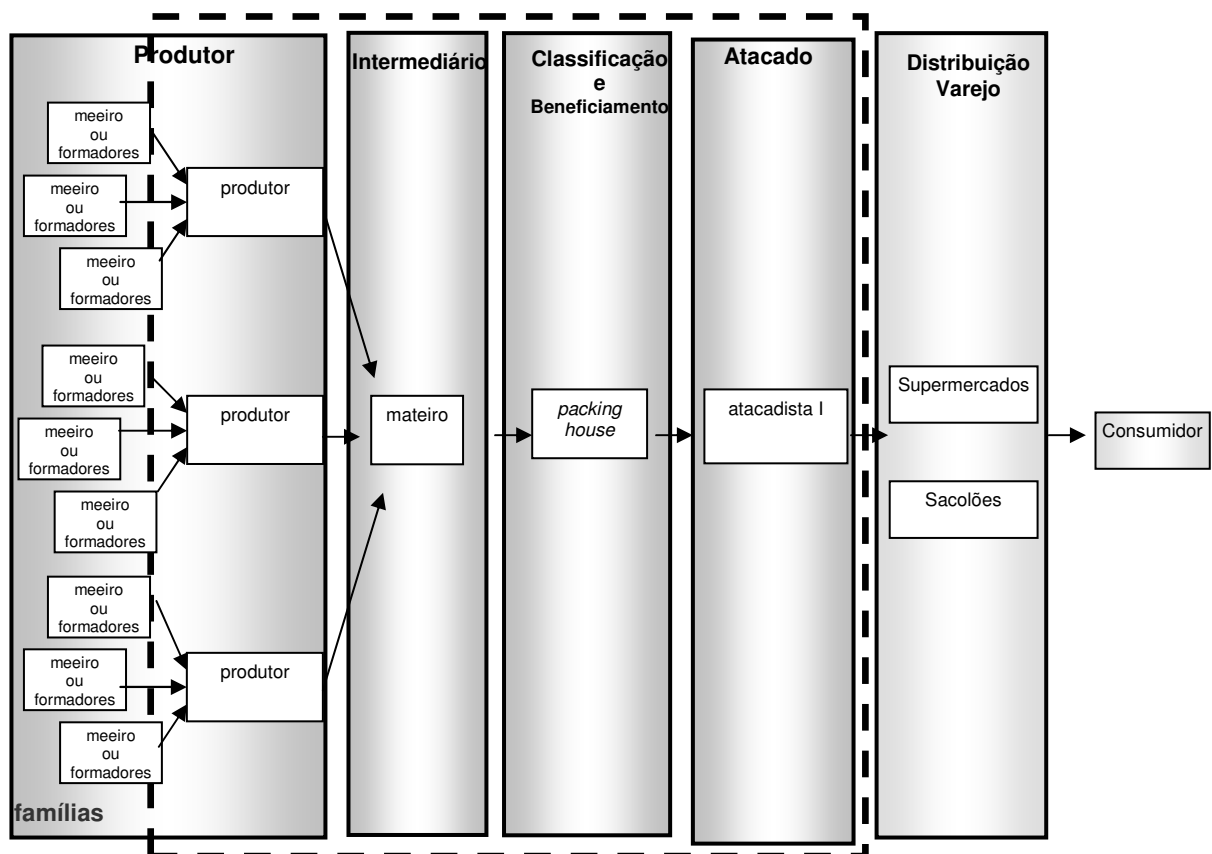 Produtor
meeiro
ou
formadores
meeiro
ou
formadores
meeiro
ou
formadores
produtor
meeiro
ou
formadores
meeiro
ou
formadores
meeiro
ou
formadores
produtor
meeiro
ou
formadores
meeiro
ou
formadores
meeiro
ou
formadores
produtor
famílias
Intermediário
mateiro
Classificação
e
Beneficiamento
packing
house
Atacado
atacadista I
Distribuição
Varejo
Supermercados
Sacolões
Consumidor